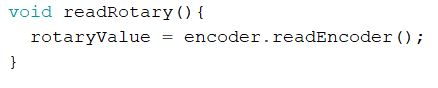 void readRotary(){
  rotaryValue = encoder.readEncoder();
}